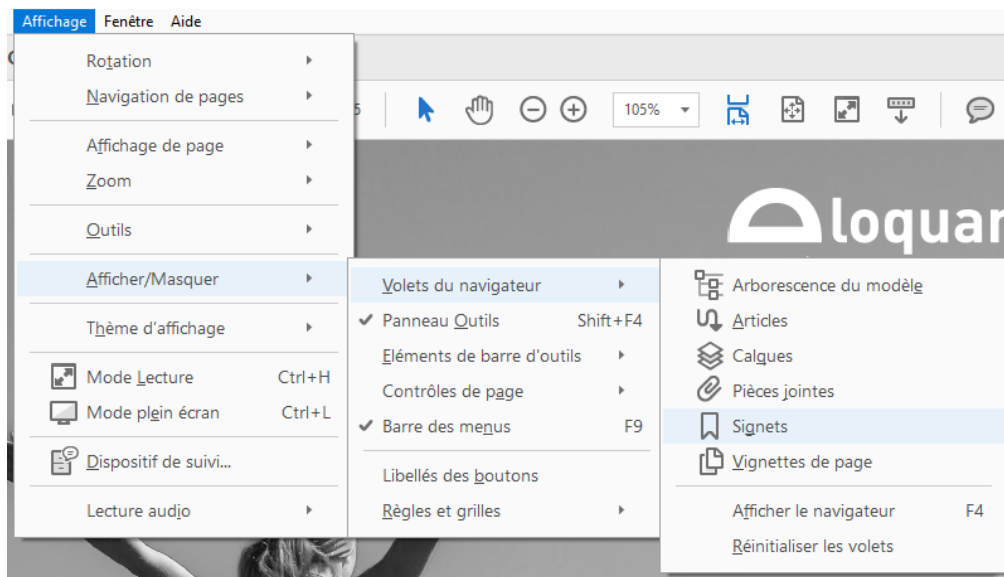 Affichage Fenêtre Aide
Rotation
Navigation de pages
Affichage de page
Zoom
Outils
Afficher/Masquer
Thème d'affichage
Mode Lecture Ctrl+H
Mode plein écran Ctrl+L
Dispositif de suivi...
Lecture audio
5
105%
loquan
Volets du navigateur
Panneau Outils Shift+F4
Eléments de barre d'outils
Contrôles de page
Barre des menus F9
Libellés des boutons
Règles et grilles
Arborescence du modèle
Articles
Calques
Pièces jointes
Signets
Vignettes de page
Afficher le navigateur F4
Réinitialiser les volets